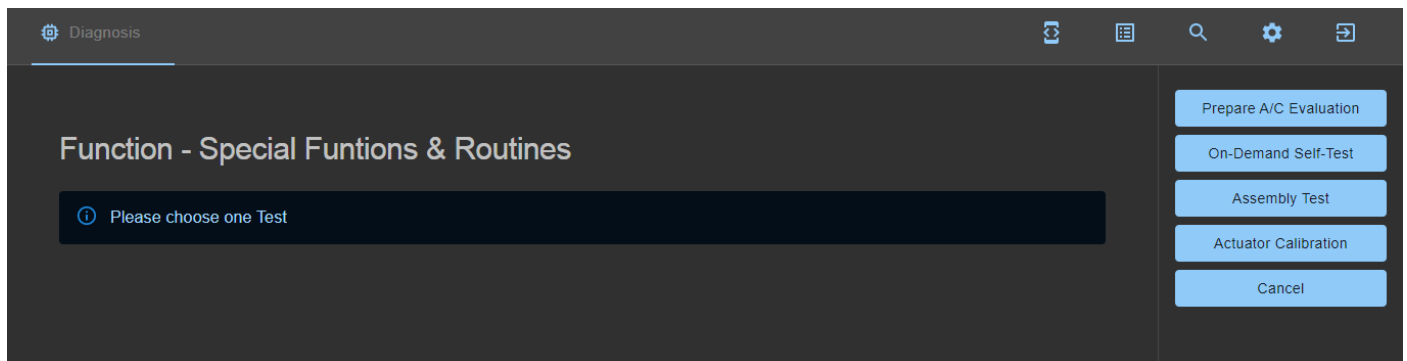 Diagnosis
Function - Special Funtions & Routines
Please choose one Test
Prepare A/C Evaluation
On-Demand Self-Test
Assembly Test
Actuator Calibration
Cancel